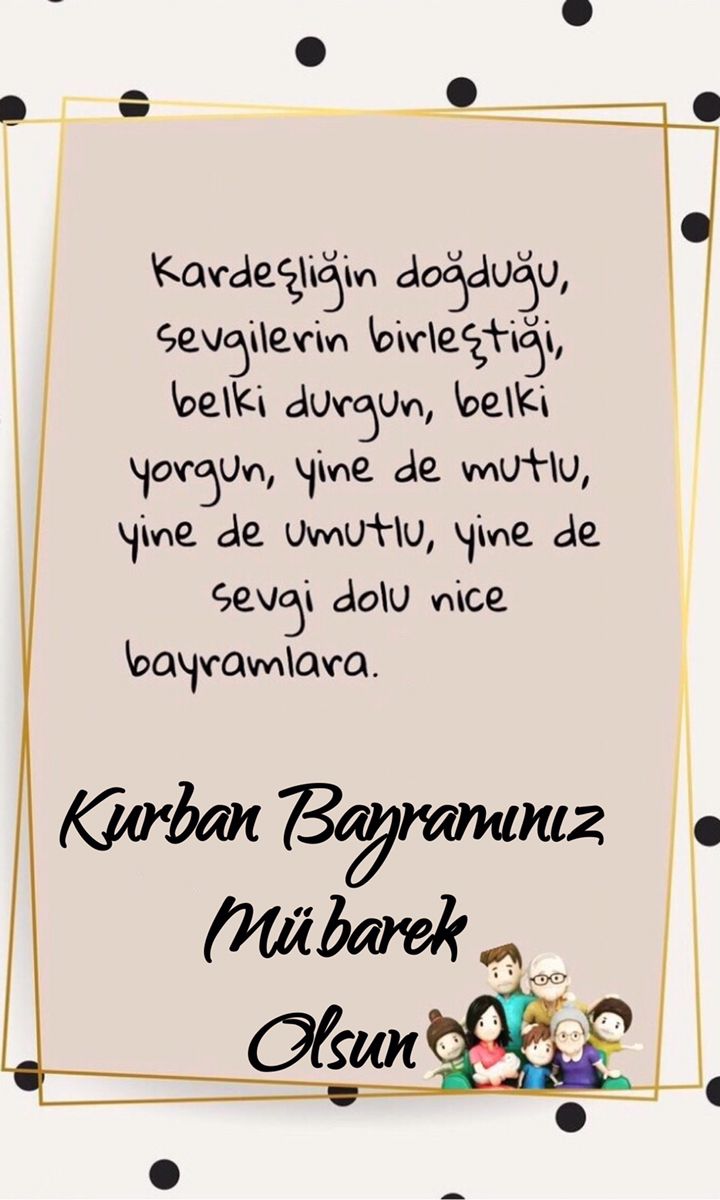 Kardeşliğin doğduğu,
sevgilerin birleştiği,
belki durgun, belki
yorgun, yine de mutlu,
yine de umutlu, yine de
sevgi dolu nice
bayramlara.
Kurban Bayramınız
Mübarek
Olsun